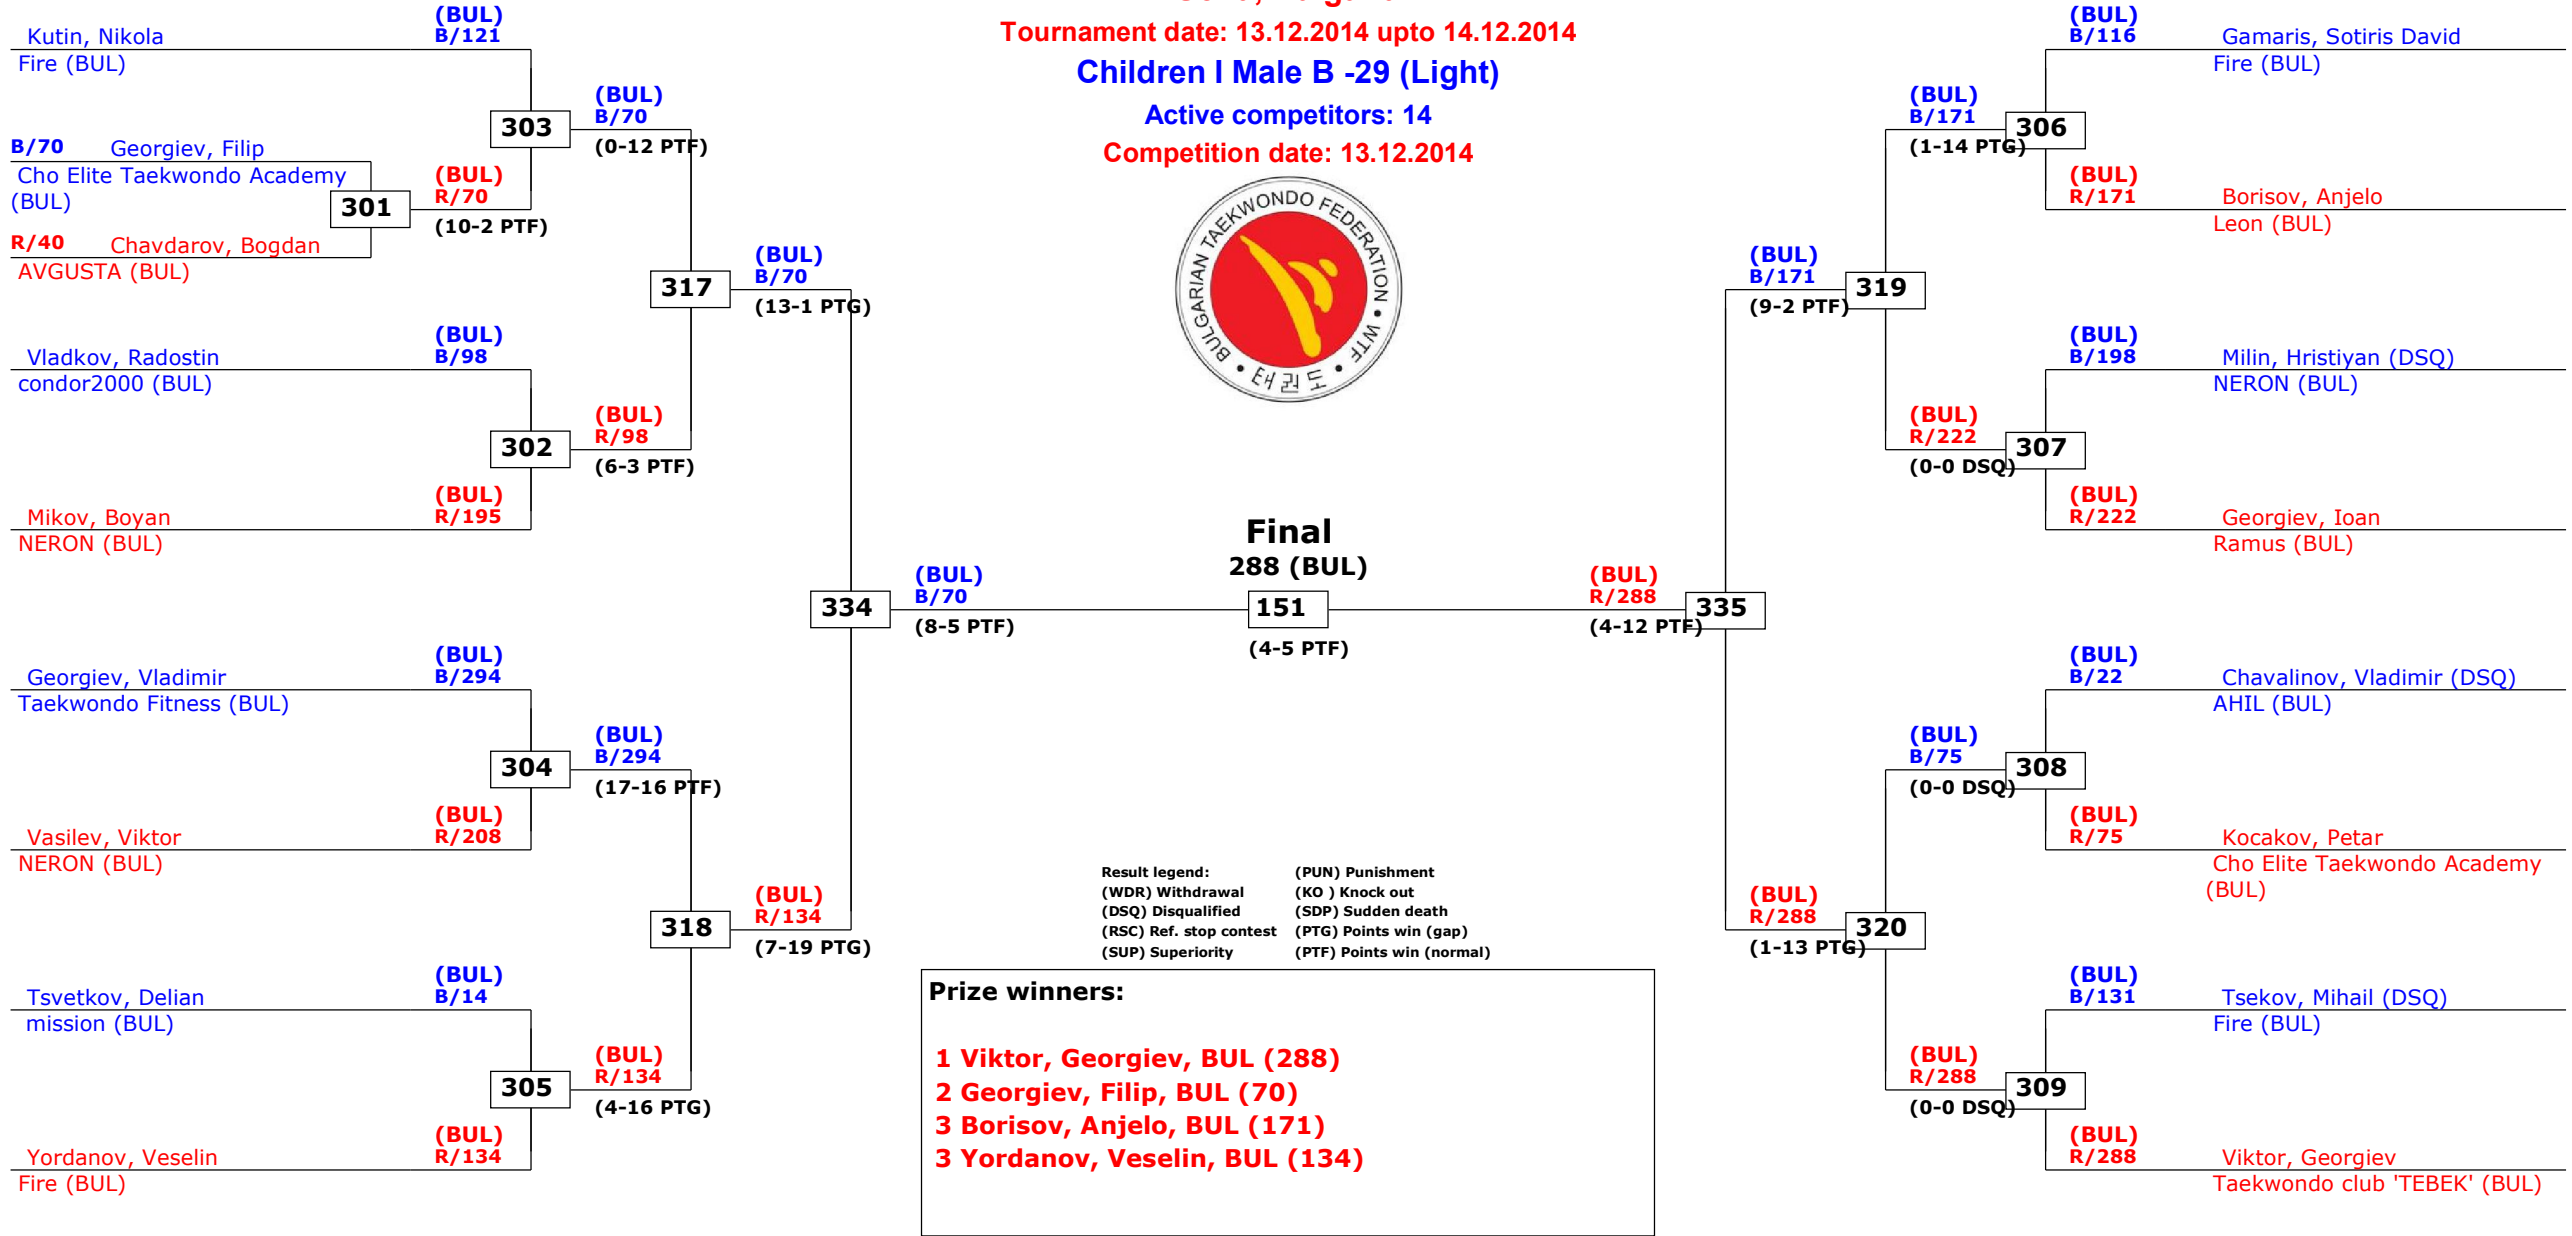 Tournament date: 13.12.2014 upto 14.12.2014
Children I Male B -29 (Light)
Active competitors: 14
Competition date: 13.12.2014
BULGARIAN TAEKWONDO FEDERATION • WTF •
태권도 •
(BUL)
B/121
Kutin, Nikola
Fire (BUL)
303
(BUL)
B/70
(0-12 PTF)
B/70 Georgiev, Filip
Cho Elite Taekwondo Academy
(BUL)
301
(BUL)
R/70
(10-2 PTF)
R/40 Chavdarov, Bogdan
AVGUSTA (BUL)
317
(BUL)
B/70
(13-1 PTG)
(BUL)
B/98
Vladkov, Radostin
condor2000 (BUL)
302
(BUL)
R/98
(6-3 PTF)
(BUL)
R/195
Mikov, Boyan
NERON (BUL)
334
(BUL)
B/70
(8-5 PTF)
(BUL)
B/294
Georgiev, Vladimir
Taekwondo Fitness (BUL)
304
(BUL)
B/294
(17-16 PTF)
(BUL)
R/208
Vasilev, Viktor
NERON (BUL)
318
(BUL)
R/134
(7-19 PTG)
(BUL)
B/14
Tsvetkov, Delian
mission (BUL)
305
(BUL)
R/134
(4-16 PTG)
(BUL)
R/134
Yordanov, Veselin
Fire (BUL)
Final
288 (BUL)
151
(4-5 PTF)
(BUL)
R/288
(4-12 PTF)
335
(BUL)
B/116
Gamaris, Sotiris David
Fire (BUL)
(BUL)
B/171
(1-14 PTG)
306
(BUL)
R/171
Borisov, Anjelo
Leon (BUL)
(BUL)
B/171
(9-2 PTF)
319
(BUL)
B/198
Milin, Hristiyan (DSQ)
NERON (BUL)
(BUL)
R/222
(0-0 DSQ)
307
(BUL)
R/222
Georgiev, Ioan
Ramus (BUL)
(BUL)
B/22
Chavalinov, Vladimir (DSQ)
AHIL (BUL)
(BUL)
B/75
(0-0 DSQ)
308
(BUL)
R/75
Kocakov, Petar
Cho Elite Taekwondo Academy
(BUL)
(BUL)
R/288
(1-13 PTG)
320
(BUL)
B/131
Tsekov, Mihail (DSQ)
Fire (BUL)
(BUL)
R/288
(0-0 DSQ)
309
(BUL)
R/288
Viktor, Georgiev
Taekwondo club 'TEBEK' (BUL)
Result legend: (PUN) Punishment
(WDR) Withdrawal (KO ) Knock out
(DSQ) Disqualified (SDP) Sudden death
(RSC) Ref. stop contest (PTG) Points win (gap)
(SUP) Superiority (PTF) Points win (normal)
Prize winners:
1 Viktor, Georgiev, BUL (288)
2 Georgiev, Filip, BUL (70)
3 Borisov, Anjelo, BUL (171)
3 Yordanov, Veselin, BUL (134)